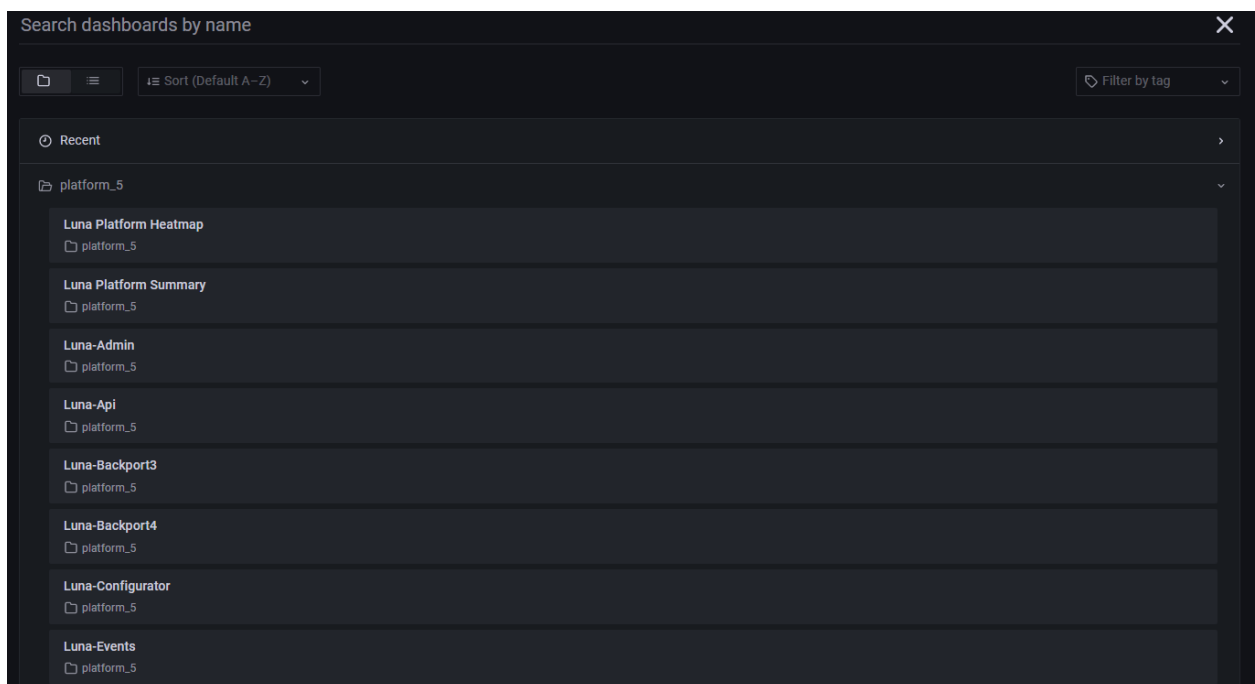 Search dashboards by name
Sort (Default A–Z)
Filter by tag
Recent
platform_5
Luna Platform Heatmap
platform_5
Luna Platform Summary
platform_5
Luna-Admin
platform_5
Luna-Api
platform_5
Luna-Backport3
platform_5
Luna-Backport4
platform_5
Luna-Configurator
platform_5
Luna-Events
platform_5